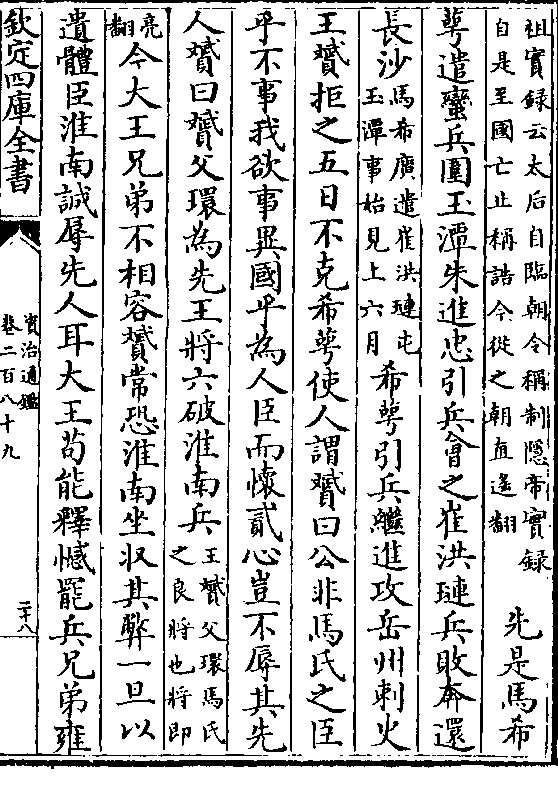 祖實録云太后自臨朝令稱制隱帝實録
自是至國亡止稱誥今從之朝直遥翻
先是馬希
萼遣蠻兵圍玉潭朱進忠引兵㑹之崔洪璉兵敗奔還
長沙
馬希廣遣崔洪璉屯
玉潭事始見上六月
希萼引兵繼進攻岳州刺史
王贇拒之五日不克希萼使人謂贇曰公非馬氏之臣
乎不事我欲事異國乎為人臣而懷貳心豈不辱其先
人贇曰贇父環為先王將六破淮南兵
王贇父環馬氏
之良將也將即
亮
翻
今大王兄弟不相容贇常恐淮南坐収其弊一旦以
遺體臣淮南誠辱先人耳大王苟能釋憾罷兵兄弟雍
欽定四庫全書
資治通鑑
卷二百八十九
二十八